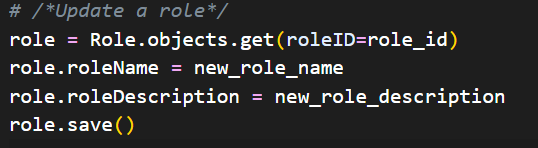 # /*Update a role*/
role = Role.objects.get(roleID=role_id)
role.roleName = new_role_name
role.roleDescription = new_role_description
role.save()